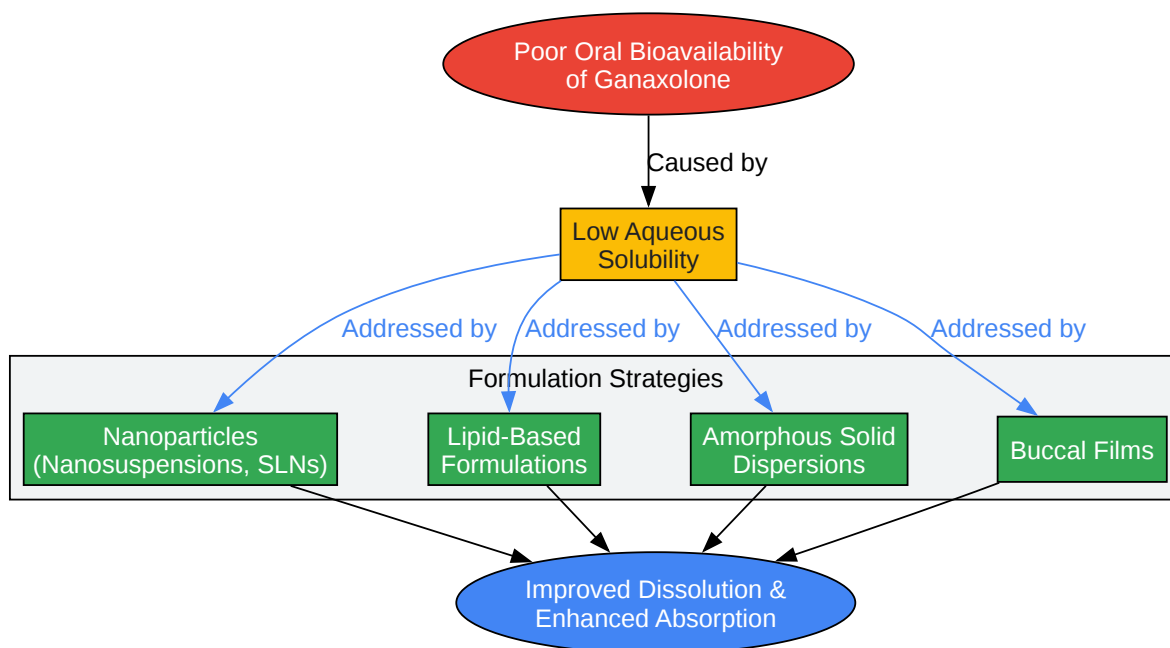 Poor Oral Bioavailability
of Ganaxolone
Caused by
Low Aqueous
Solubility
Addressed by
Addressed by
Addressed by
Addressed by
Formulation Strategies
Nanoparticles
(Nanosuspensions, SLNs)
Lipid-Based
Formulations
Amorphous Solid
Dispersions
Buccal Films
Improved Dissolution &
Enhanced Absorption